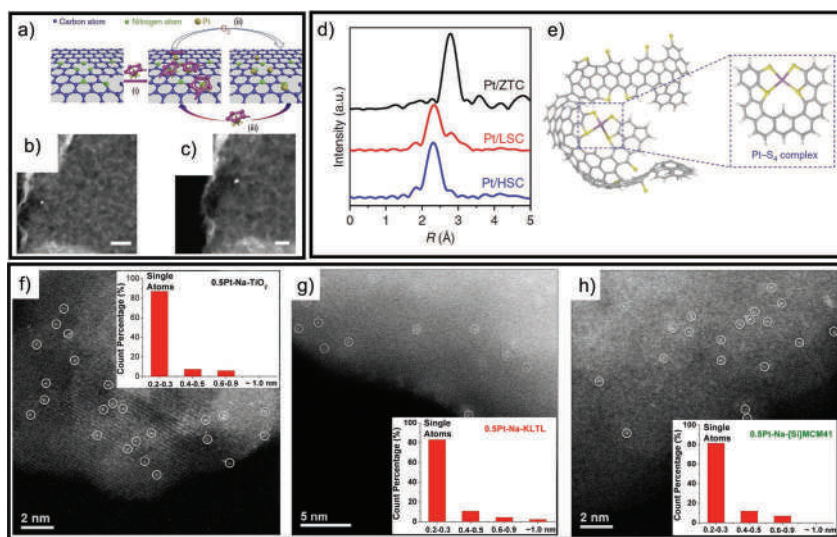 a)
Carbon atom
Nitrogen atom
Pt
(i)
(ii)
(iii)
b)
c)
d)
Intensity (a.u.)
Pt/ZTC
Pt/LSC
Pt/HSC
0 1 2 3 4 5
R (Å)
e)
Pt–S4 complex
f)
Count Percentage (%)
100
80
60
40
20
0
Single
Atoms
0.5Pt-Na-TiO2
0.2-0.3 0.4-0.5 0.6-0.9 ~ 1.0 nm
2 nm
g)
Count Percentage (%)
100
80
60
40
20
0
Single
Atoms
0.5Pt-Na-KLTL
0.2-0.3 0.4-0.5 0.6-0.9 ~1.0 nm
5 nm
h)
Count Percentage (%)
100
80
60
40
20
0
Single
Atoms
0.5Pt-Na-[Si]MCM41
0.2-0.3 0.4-0.5 0.6-0.9 ~1.0 nm
2 nm